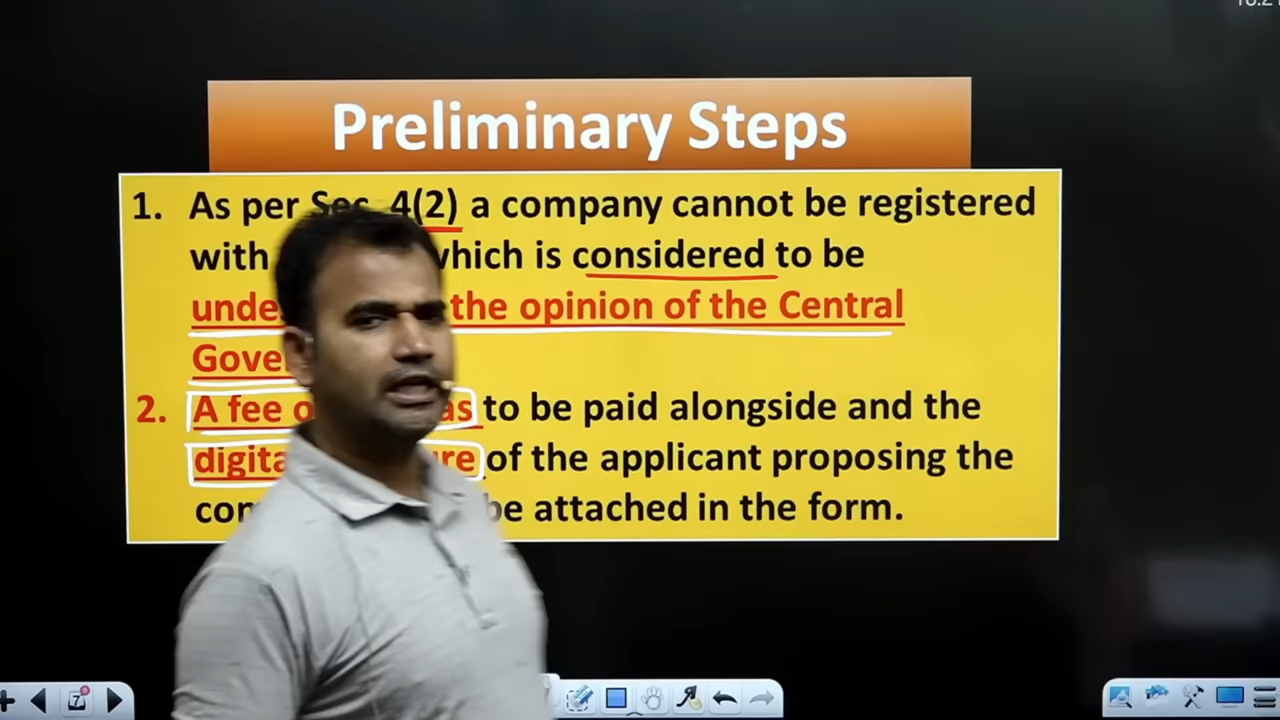 Preliminary Steps
1. As per Sec. 4(2) a company cannot be registered
with which is considered to be
the opinion of the Central
2. A fee to be paid alongside and the
of the applicant proposing the
be attached in the form.